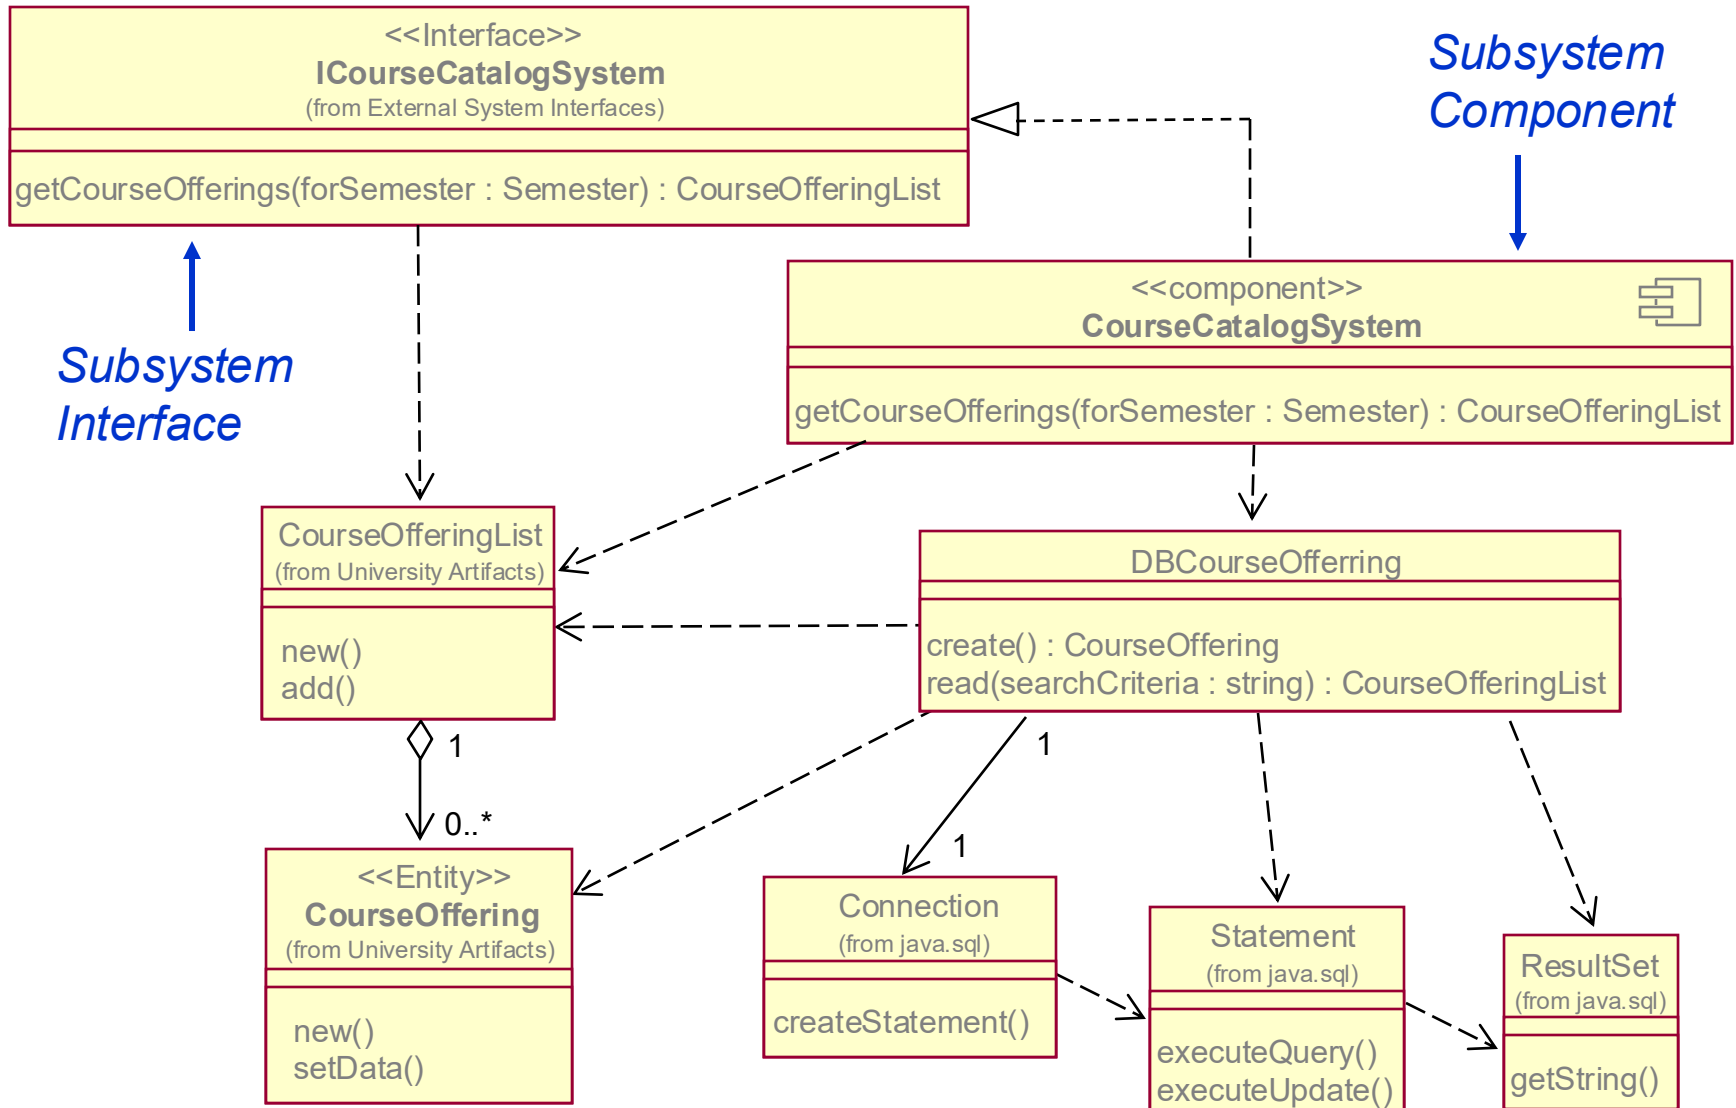 <<Interface>>
ICourseCatalogSystem
(from External System Interfaces)
getCourseOfferings(forSemester : Semester) : CourseOfferingList
Subsystem
Component
<<component>>
CourseCatalogSystem
getCourseOfferings(forSemester : Semester) : CourseOfferingList
Subsystem
Interface
CourseOfferingList
(from University Artifacts)
new()
add()
DBCourseOfferring
create() : CourseOffering
read(searchCriteria : string) : CourseOfferingList
1
0..*
1
1
<<Entity>>
CourseOffering
(from University Artifacts)
new()
setData()
Connection
(from java.sql)
createStatement()
Statement
(from java.sql)
executeQuery()
executeUpdate()
ResultSet
(from java.sql)
getString()